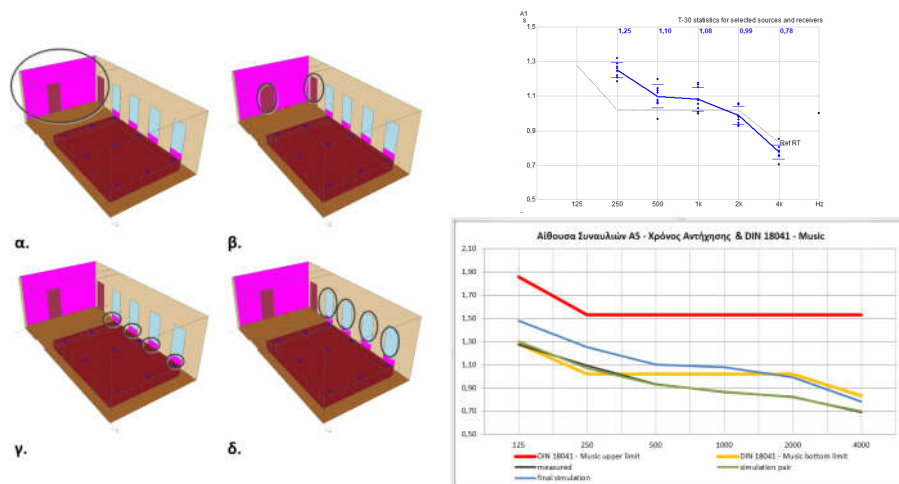 α.
β.
γ.
δ.
A1
s
T-30 statistics for selected sources and receivers
1,25 1,10 1,08 0,99 0,78
1,5
1,3
1,1
0,9
0,7
0,5
Ref RT
125 250 500 1k 2k 4k Hz
Αίθουσα Συναυλιών Α5 - Χρόνος Αντήχησης & DIN 18041 - Music
2,10
1,90
1,70
1,50
1,30
1,10
0,90
0,70
0,50
125 250 500 1000 2000 4000
DIN 18041 - Music upper limit DIN 18041 - Music bottom limit
measured simulation pair
final simulation